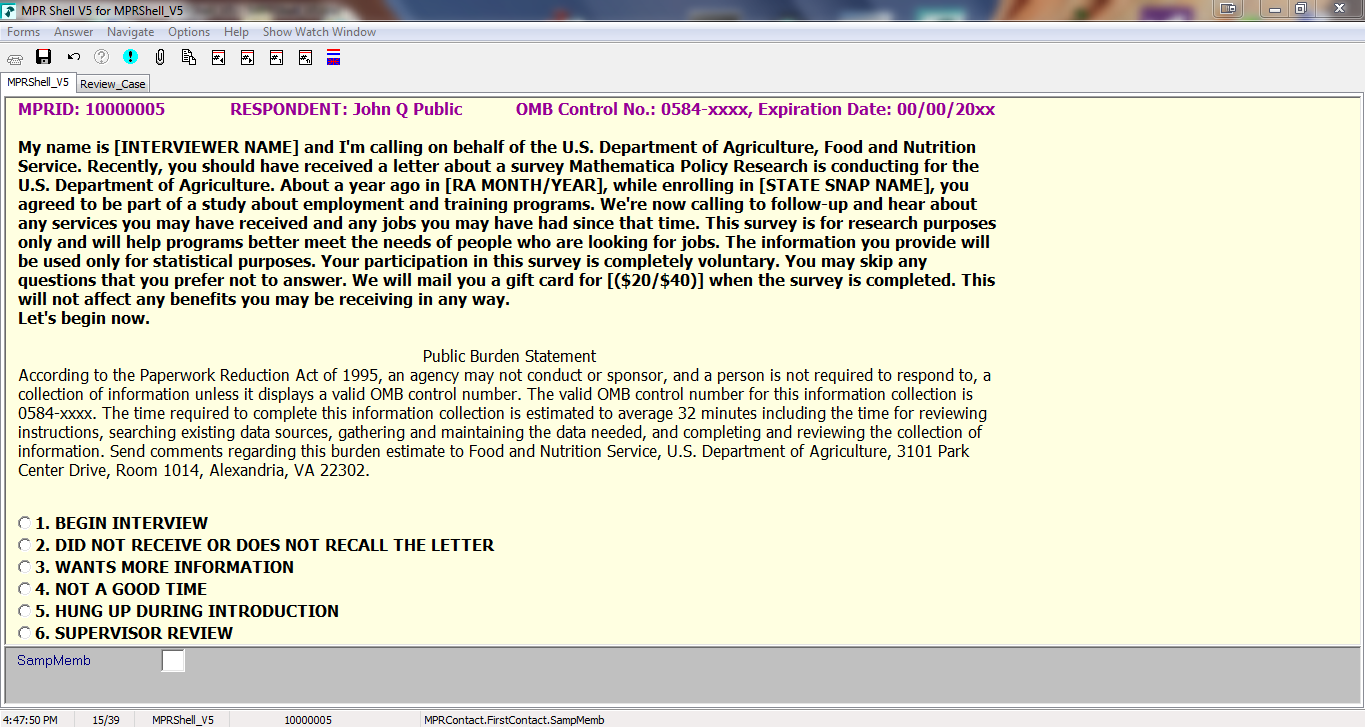 MPR Shell V5 for MPRShell_V5
Forms Answer Navigate Options Help Show Watch Window
MPRShell_V5 Review_Case
MPRID: 10000005 RESPONDENT: John Q Public OMB Control No.: 0584-xxxx, Expiration Date: 00/00/20xx
My name is [INTERVIEWER NAME] and I'm calling on behalf of the U.S. Department of Agriculture, Food and Nutrition
Service. Recently, you should have received a letter about a survey Mathematica Policy Research is conducting for the
U.S. Department of Agriculture. About a year ago in [RA MONTH/YEAR], while enrolling in [STATE SNAP NAME], you
agreed to be part of a study about employment and training programs. We're now calling to follow-up and hear about
any services you may have received and any jobs you may have had since that time. This survey is for research purposes
only and will help programs better meet the needs of people who are looking for jobs. The information you provide will
be used only for statistical purposes. Your participation in this survey is completely voluntary. You may skip any
questions that you prefer not to answer. We will mail you a gift card for [($20/$40)] when the survey is completed. This
will not affect any benefits you may be receiving in any way.
Let's begin now.
Public Burden Statement
According to the Paperwork Reduction Act of 1995, an agency may not conduct or sponsor, and a person is not required to respond to, a
collection of information unless it displays a valid OMB control number. The valid OMB control number for this information collection is
0584-xxxx. The time required to complete this information collection is estimated to average 32 minutes including the time for reviewing
instructions, searching existing data sources, gathering and maintaining the data needed, and completing and reviewing the collection of
information. Send comments regarding this burden estimate to Food and Nutrition Service, U.S. Department of Agriculture, 3101 Park
Center Drive, Room 1014, Alexandria, VA 22302.
1. BEGIN INTERVIEW
2. DID NOT RECEIVE OR DOES NOT RECALL THE LETTER
3. WANTS MORE INFORMATION
4. NOT A GOOD TIME
5. HUNG UP DURING INTRODUCTION
6. SUPERVISOR REVIEW
SampMemb
4:47:50 PM 15/39 MPRShell_V5 10000005 MPRContact.FirstContact.SampMemb